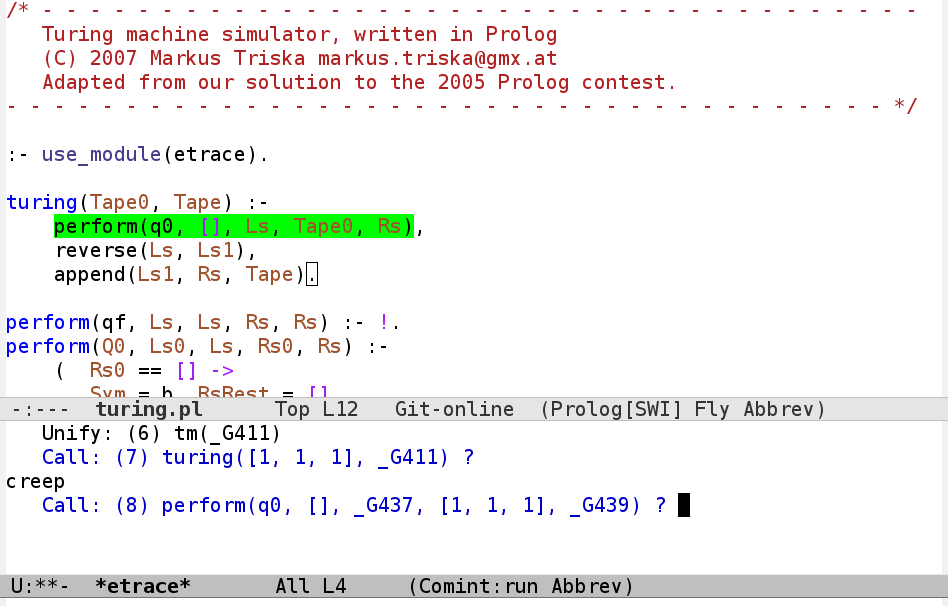 /* - - - - - - - - - - - - - - - - - - - - - - - - - - - - - - - - - - - - -
   Turing machine simulator, written in Prolog
   (C) 2007 Markus Triska markus.triska@gmx.at
   Adapted from our solution to the 2005 Prolog contest.
- - - - - - - - - - - - - - - - - - - - - - - - - - - - - - - - - - - - - */

:- use_module(etrace).

turing(Tape0, Tape) :-
    perform(q0, [], Ls, Tape0, Rs),
    reverse(Ls, Ls1),
    append(Ls1, Rs, Tape).

perform(qf, Ls, Ls, Rs, Rs) :- !.
perform(Q0, Ls0, Ls, Rs0, Rs) :-
    (  Rs0 == [] ->
       Sym = b, RsRest = []
-:---  turing.pl      Top L12   Git-online  (Prolog[SWI] Fly Abbrev)
   Unify: (6) tm(_G411)
   Call: (7) turing([1, 1, 1], _G411) ?
creep
   Call: (8) perform(q0, [], _G437, [1, 1, 1], _G439) ?
U:**-  *etrace*       All L4     (Comint:run Abbrev)